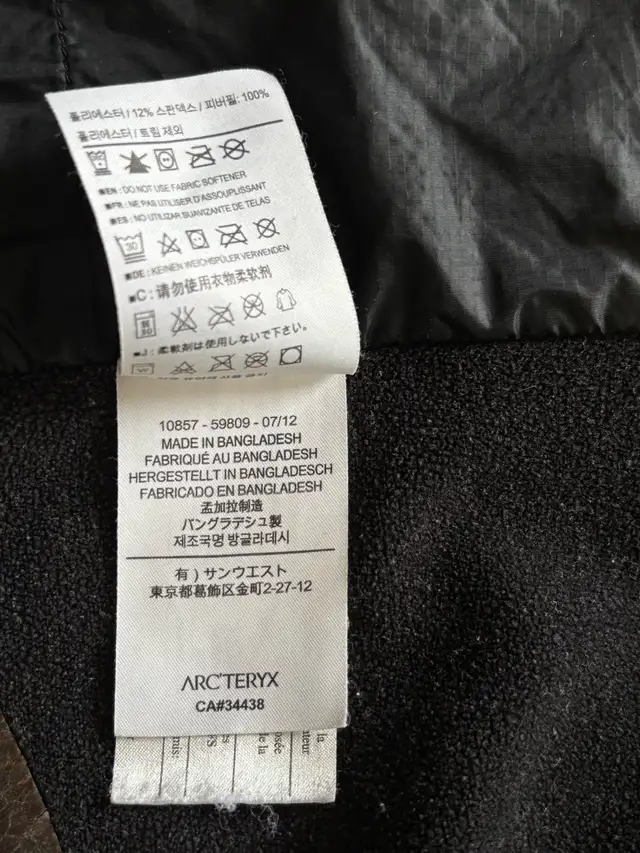 폴리에스터 / 12% 스판덱스 / 피버필: 100%
폴리에스터 / 트림 제외
■EN : DO NOT USE FABRIC SOFTENER
■FR : NE PAS UTILISER D'ASSOUPLISSANT
■ES : NO UTILIZAR SUAVIZANTE DE TELAS
30
■DE : KEINEN WEICHSPÜLER VERWENDEN
■C : 请勿使用衣物柔软剂
30
■J : 柔軟剤は使用しないで下さい。
10857 - 59809 - 07/12
MADE IN BANGLADESH
FABRIQUÉ AU BANGLADESH
HERGESTELLT IN BANGLADESCH
FABRICADO EN BANGLADESH
孟加拉制造
バングラデシュ製
제조국명 방글라데시
有 ) サンウエスト
東京都葛飾区金町2-27-12
ARC'TERYX
CA#34438
la
de la
mis: